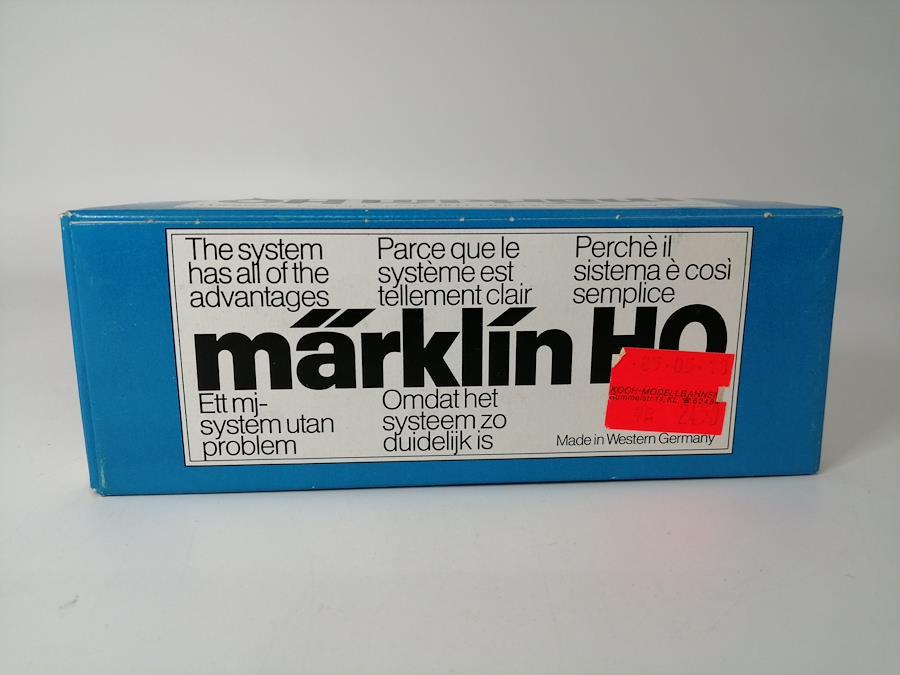 The system
has all of the
advantages
Parce que le
système est
tellement clair
Perchè il
sistema è così
semplice
märklin HO
Ett mj-
system utan
problem
Omdat het
systeem zo
duidelijk is
Made in Western Germany
KOCH-MODELLBAHNEN